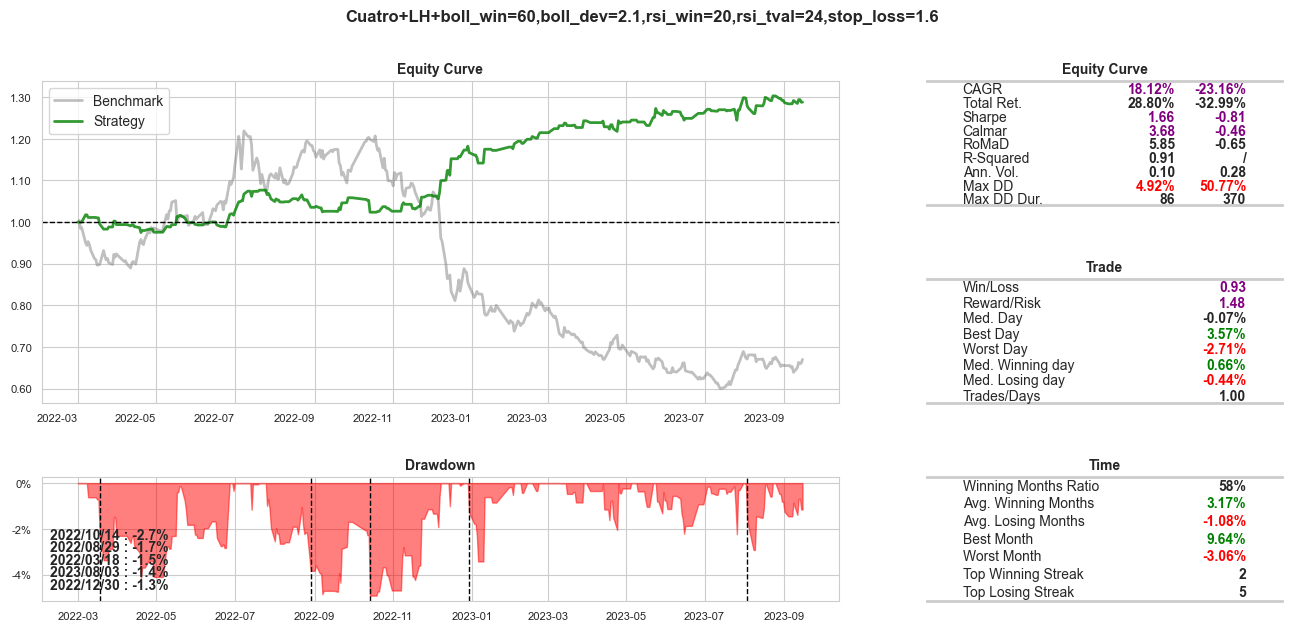 Cuatro+LH+boll_win=60,boll_dev=2.1,rsi_win=20,rsi_tval=24,stop_loss=1.6
Equity Curve
Benchmark
Strategy
1.30
1.20
1.10
1.00
0.90
0.80
0.70
0.60
2022-03 2022-05 2022-07 2022-09 2022-11 2023-01 2023-03 2023-05 2023-07 2023-09
Equity Curve
CAGR 18.12% -23.16%
Total Ret. 28.80% -32.99%
Sharpe 1.66 -0.81
Calmar 3.68 -0.46
RoMaD 5.85 -0.65
R-Squared 0.91 /
Ann. Vol. 0.10 0.28
Max DD 4.92% 50.77%
Max DD Dur. 86 370
Trade
Win/Loss 0.93
Reward/Risk 1.48
Med. Day -0.07%
Best Day 3.57%
Worst Day -2.71%
Med. Winning day 0.66%
Med. Losing day -0.44%
Trades/Days 1.00
Drawdown
0%
-2%
-4%
2022/10/14 : -2.7%
2022/08/29 : -1.7%
2022/03/18 : -1.5%
2023/08/03 : -1.4%
2022/12/30 : -1.3%
2022-03 2022-05 2022-07 2022-09 2022-11 2023-01 2023-03 2023-05 2023-07 2023-09
Time
Winning Months Ratio 58%
Avg. Winning Months 3.17%
Avg. Losing Months -1.08%
Best Month 9.64%
Worst Month -3.06%
Top Winning Streak 2
Top Losing Streak 5